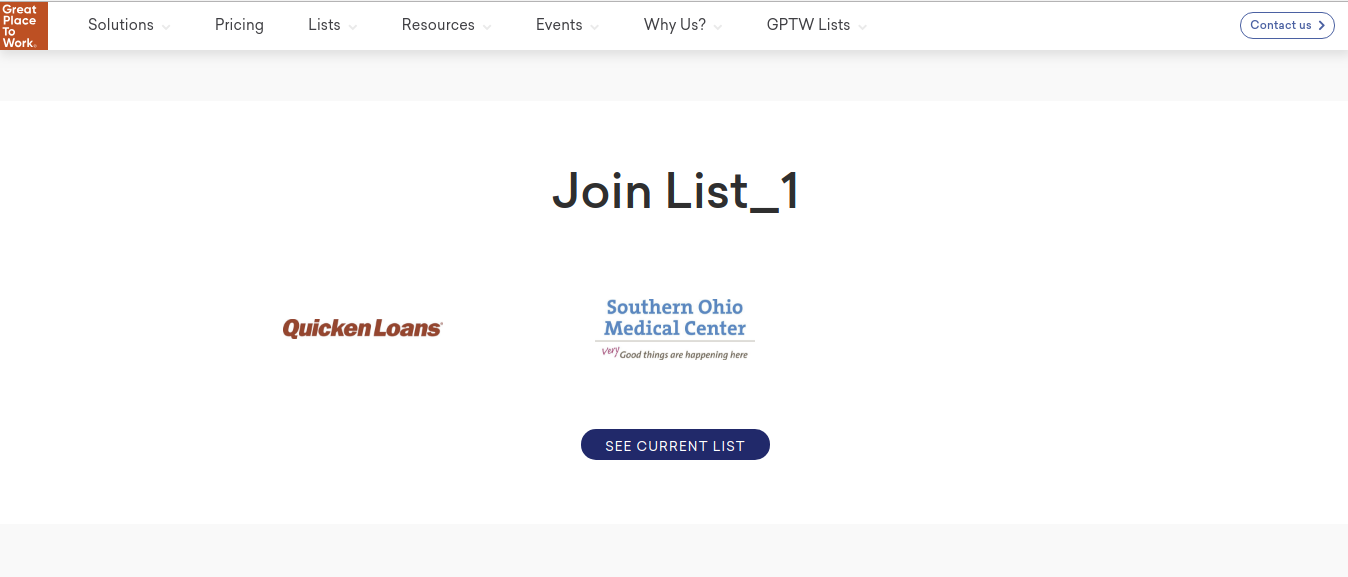 Great
Place
To
Work®
Solutions
Pricing
Lists
Resources
Events
Why Us?
GPTW Lists
Contact us
Join List_1
Quicken Loans®
Southern Ohio
Medical Center
Very Good things are happening here
SEE CURRENT LIST